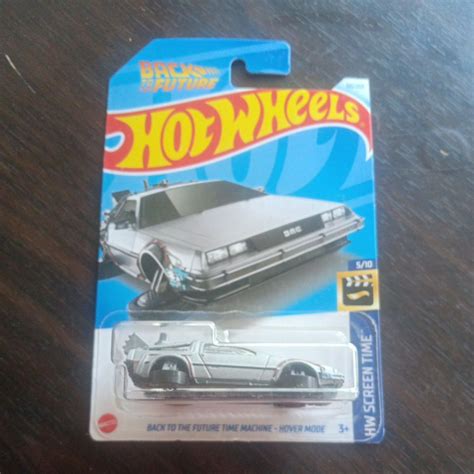 BACK TO THE FUTURE
HOT WHEELS
DMC
5/10
HW SCREEN TIME
BACK TO THE FUTURE TIME MACHINE - HOVER MODE
3+